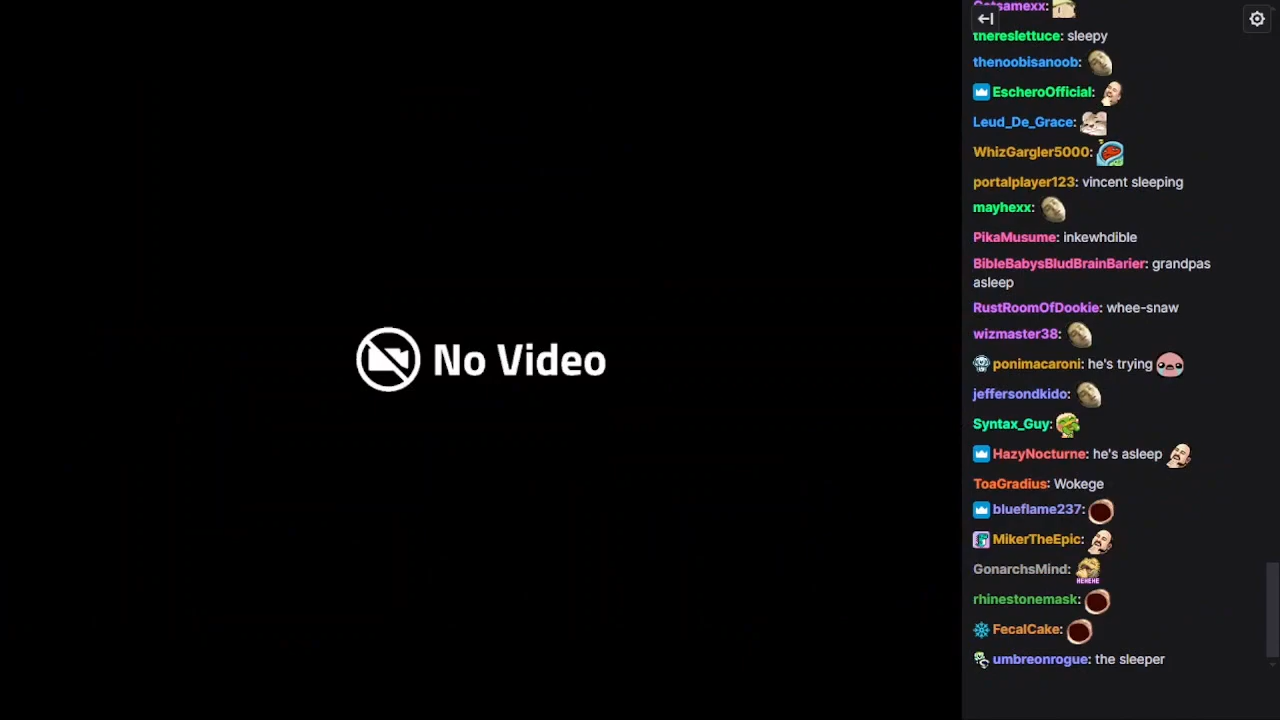 No Video
thereslettuce: sleepy
thenoobisanoob:
EscheroOfficial:
Leud_De_Grace:
WhizGargler5000:
portalplayer123: vincent sleeping
mayhexx:
PikaMusume: inkewhdible
BibleBabysBludBrainBarier: grandpas
asleep
RustRoomOfDookie: whee-snaw
wizmaster38:
ponimacaroni: he's trying
jeffersondkido:
Syntax_Guy:
HazyNocturne: he's asleep
ToaGradius: Wokege
blueflame237:
MikerTheEpic:
GonarchsMind:
HEHEHE
rhinestonemask:
FecalCake:
umbreonrogue: the sleeper